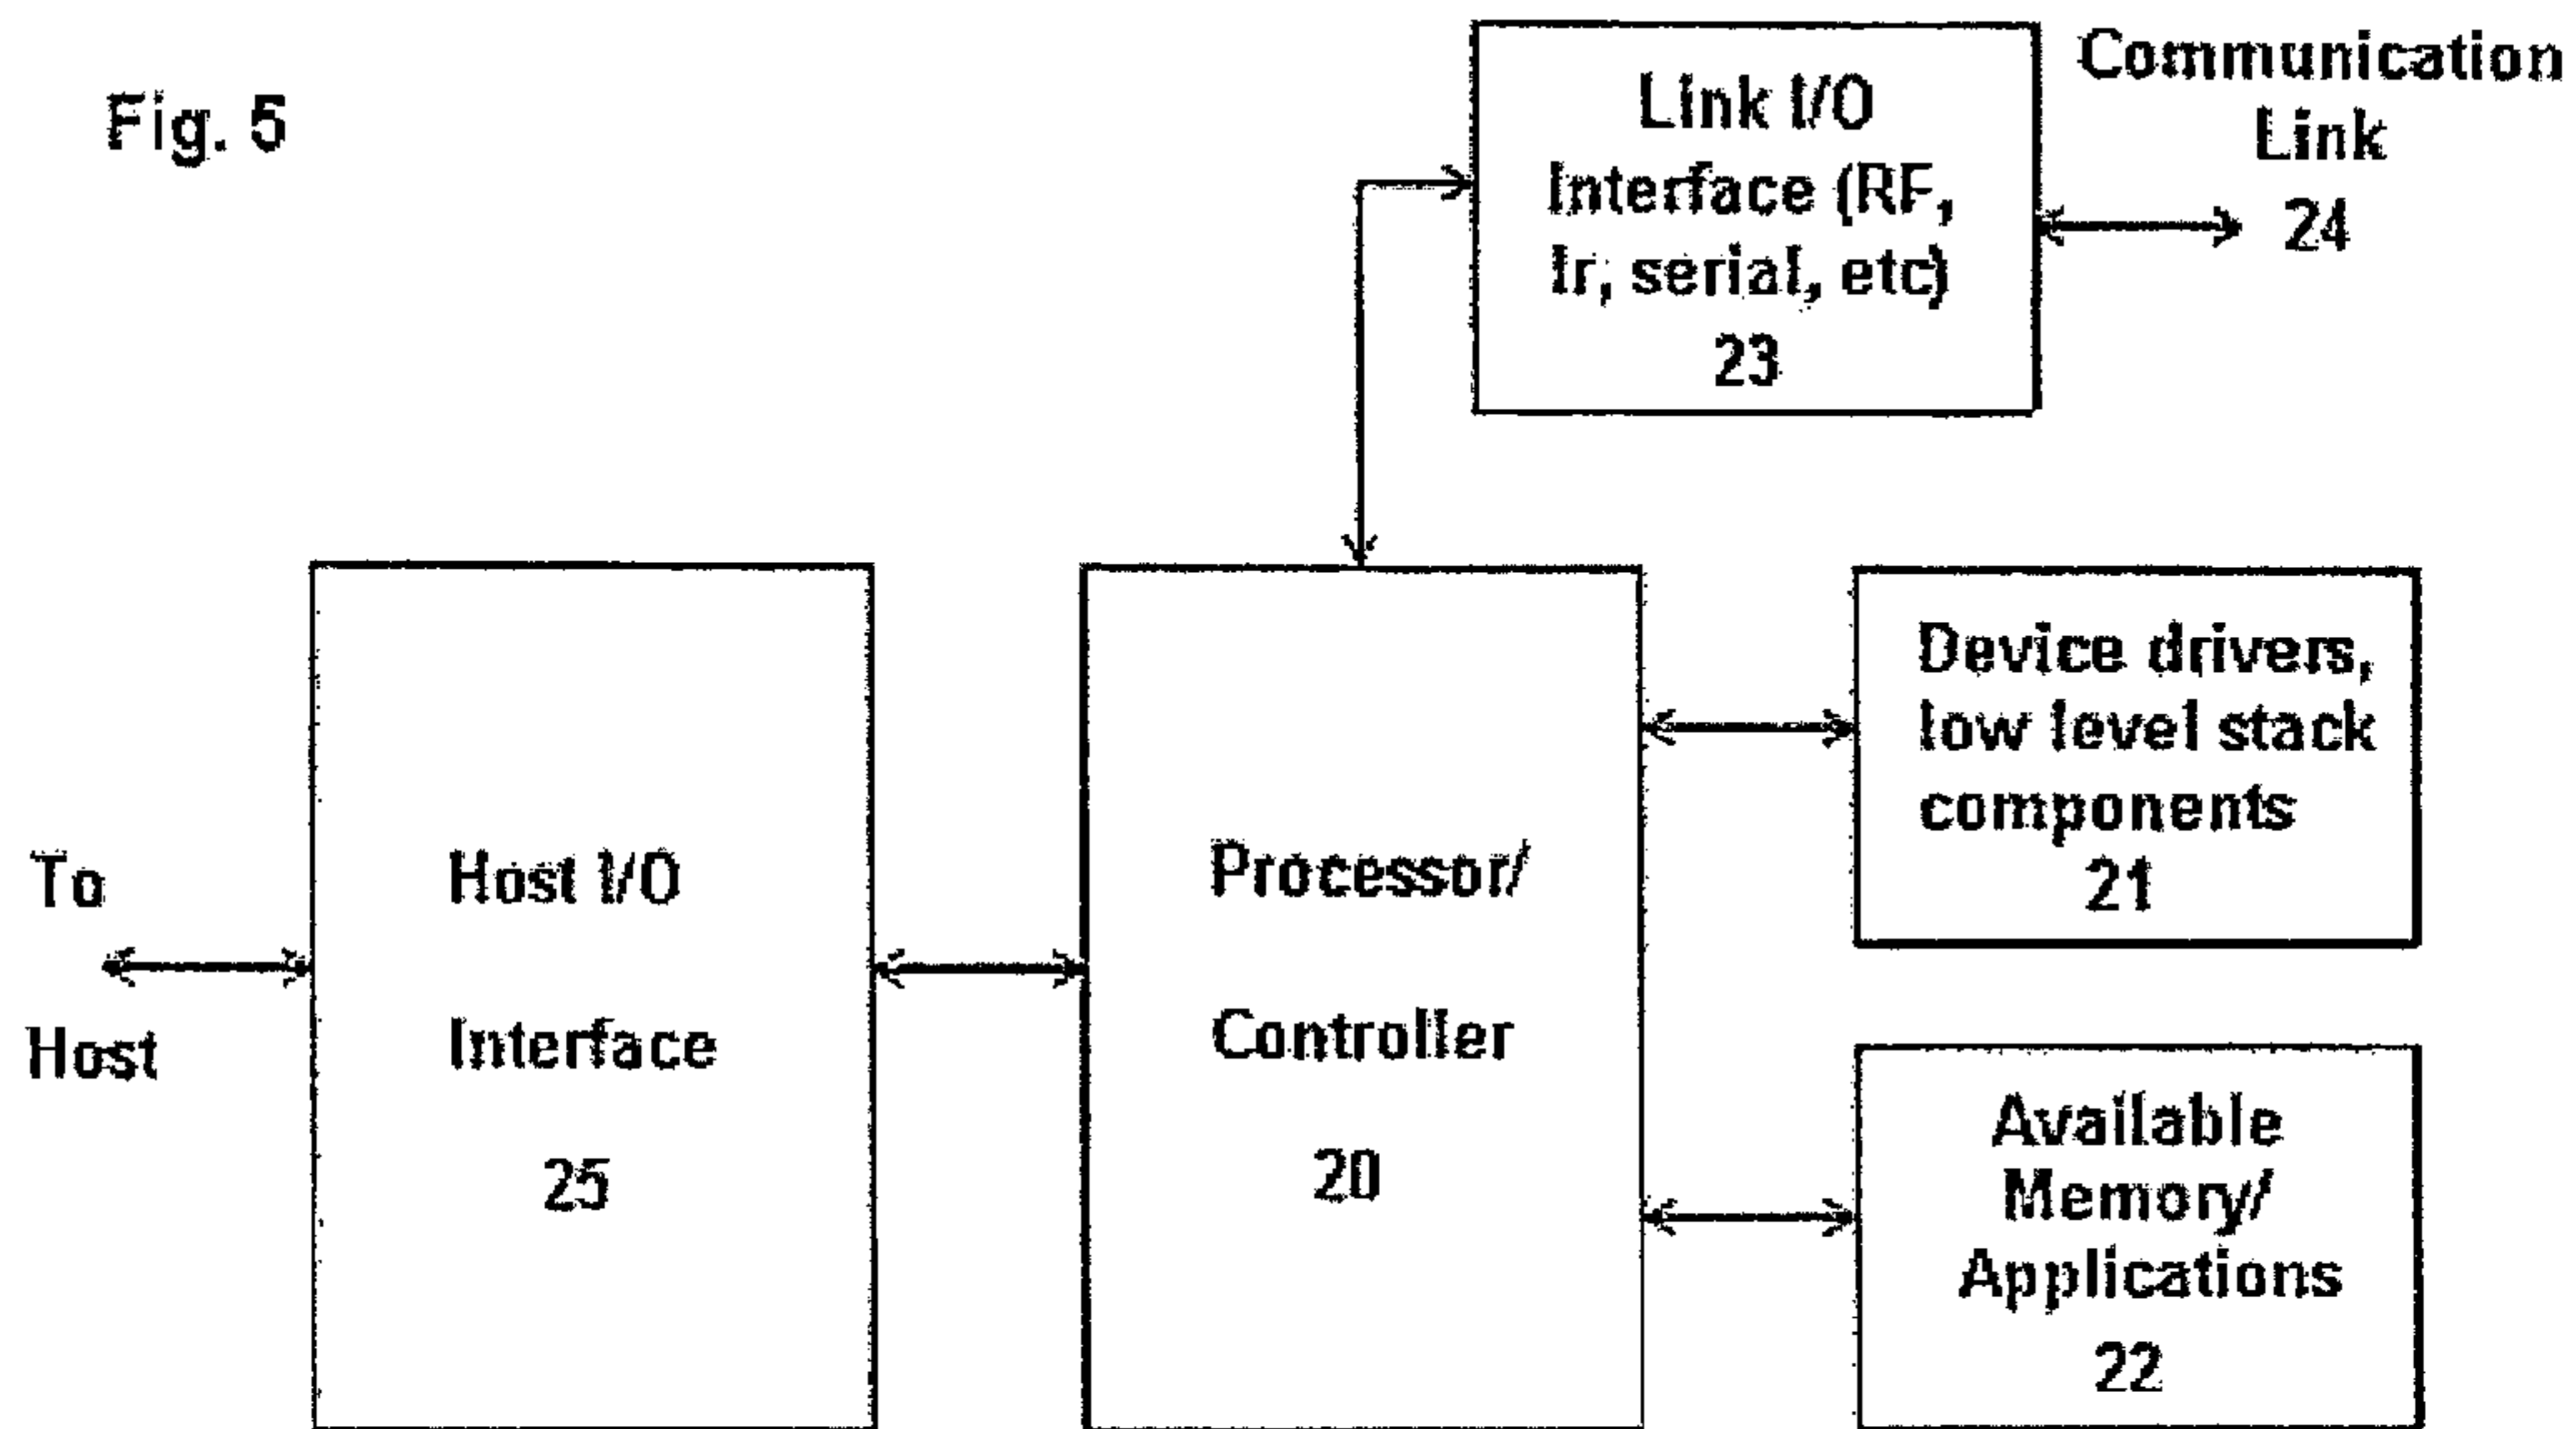 Fig. 5
Link I/O
Interface (RF,
Ir, serial, etc)
23
Communication
Link
24
To
Host
Host I/O
Interface
25
Processor/
Controller
20
Device drivers,
low level stack
components
21
Available
Memory/
Applications
22